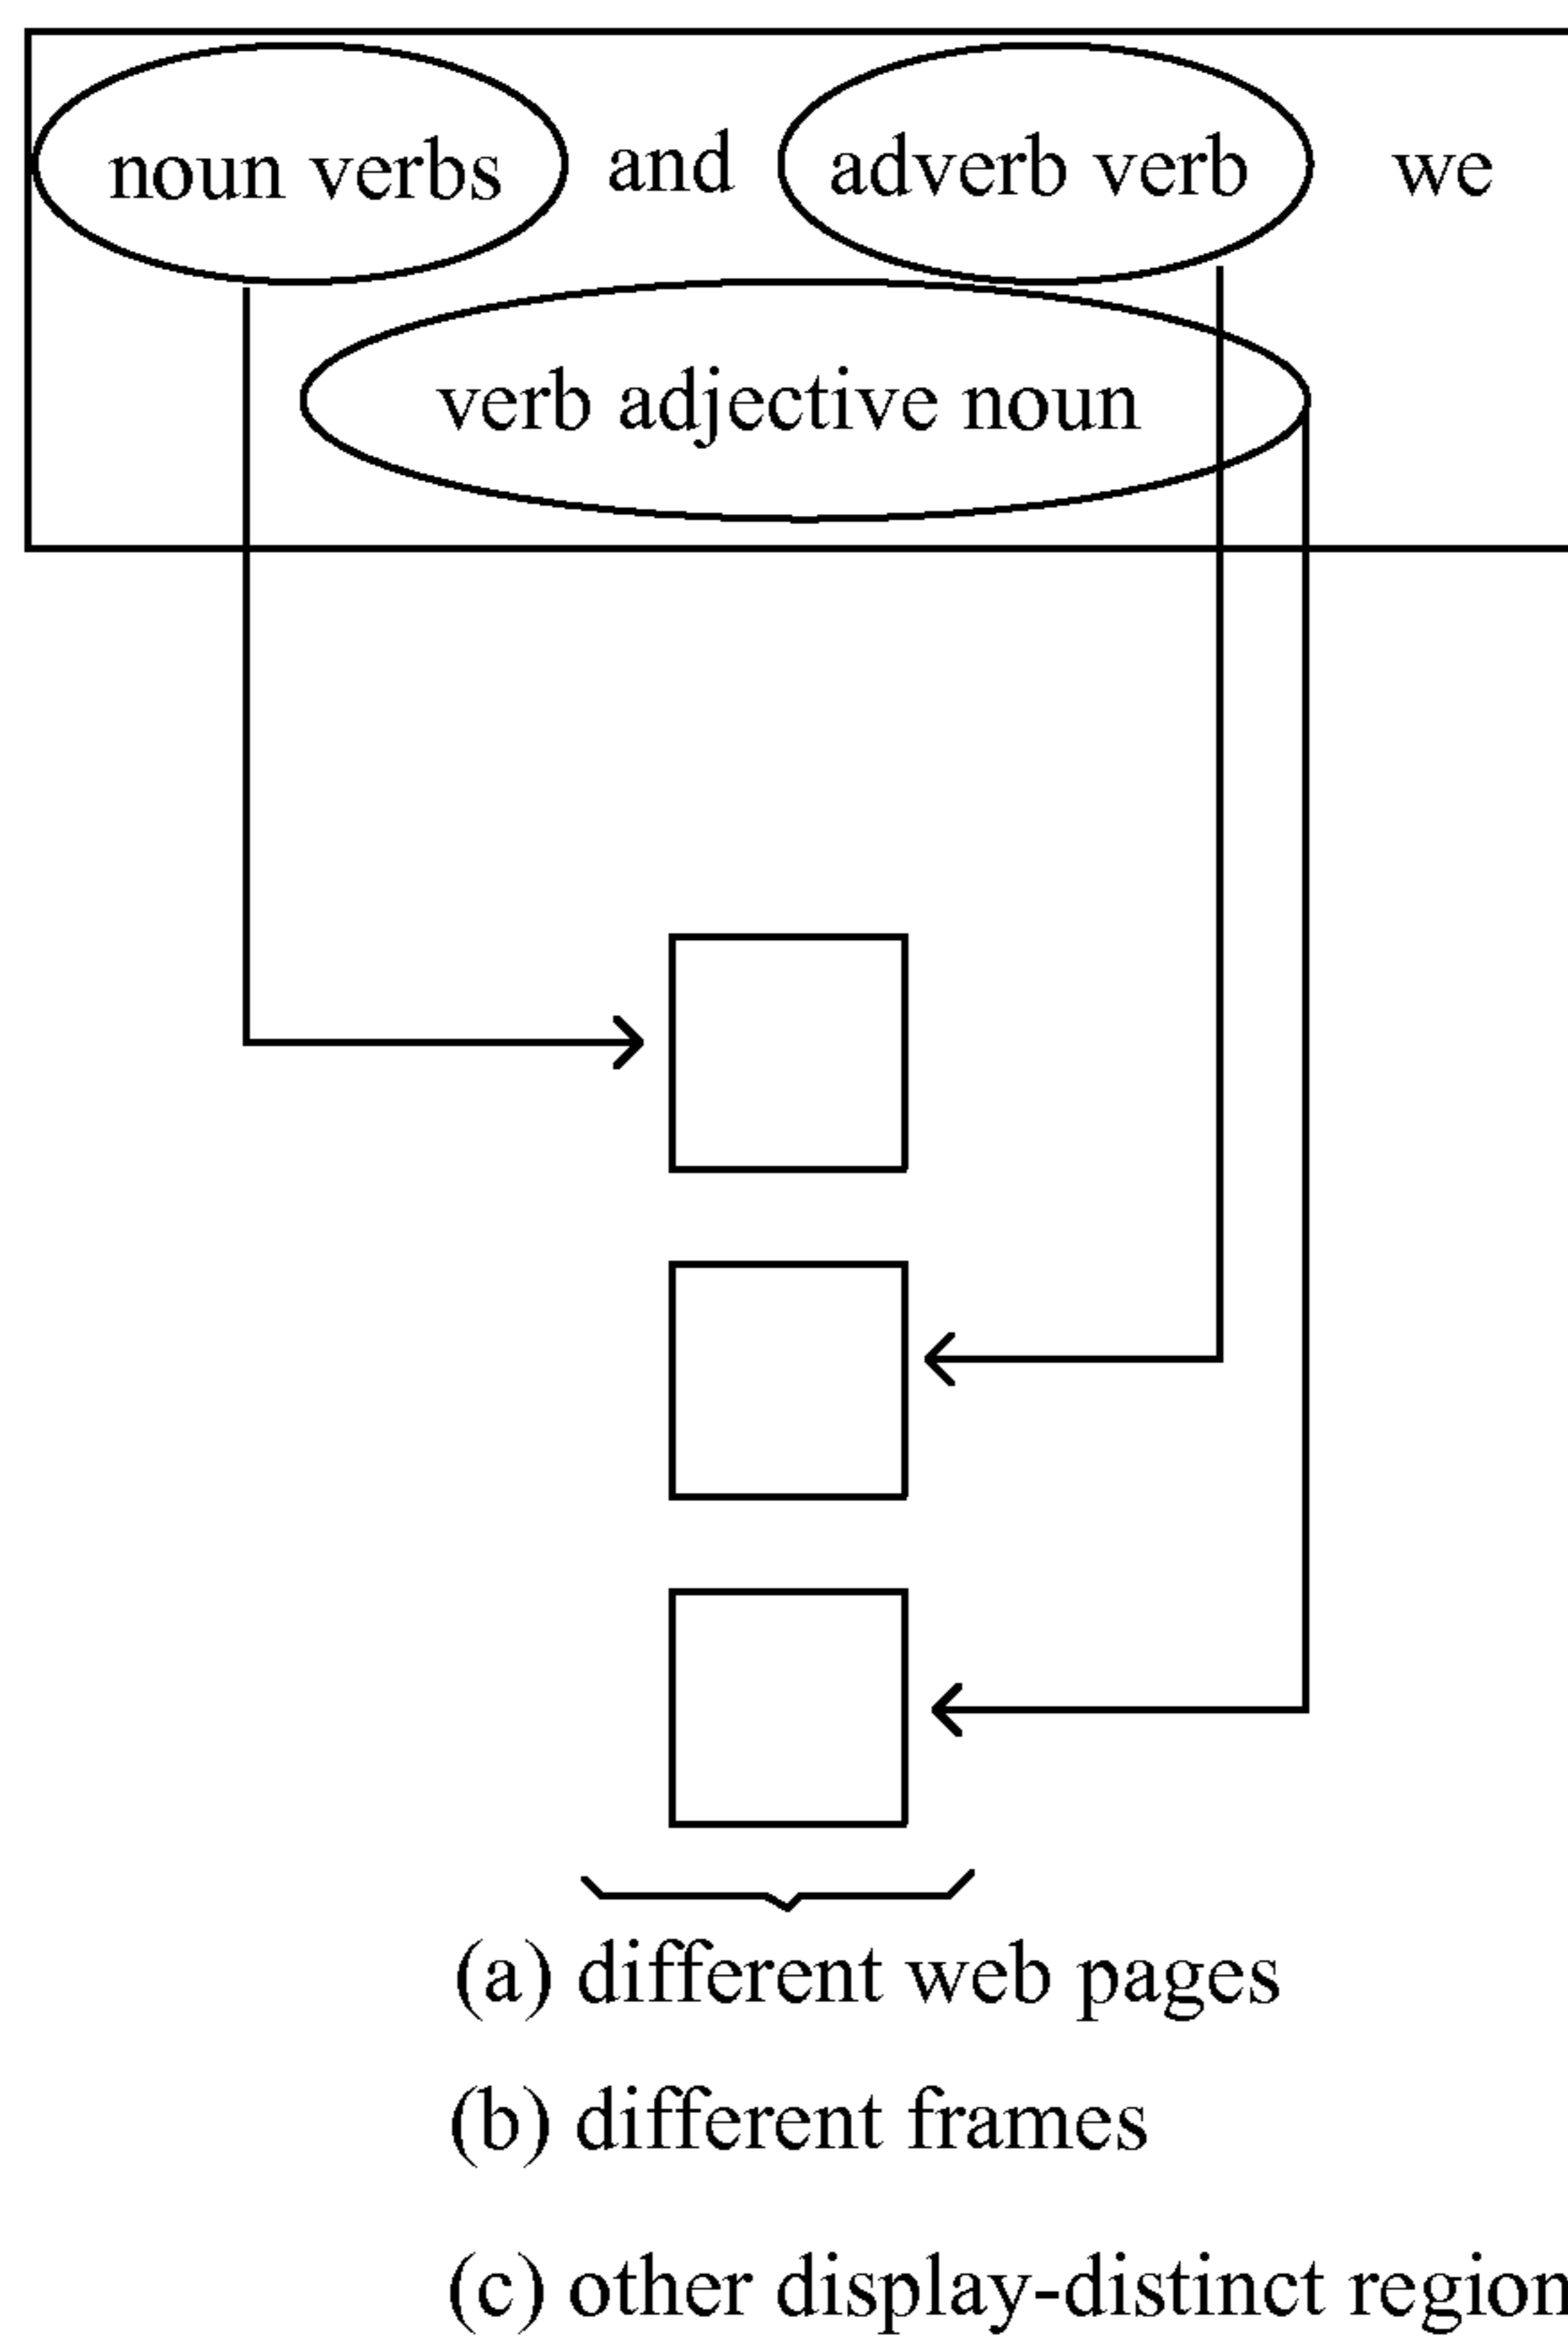 noun verbs and adverb verb we
verb adjective noun
(a) different web pages
(b) different frames
(c) other display-distinct region